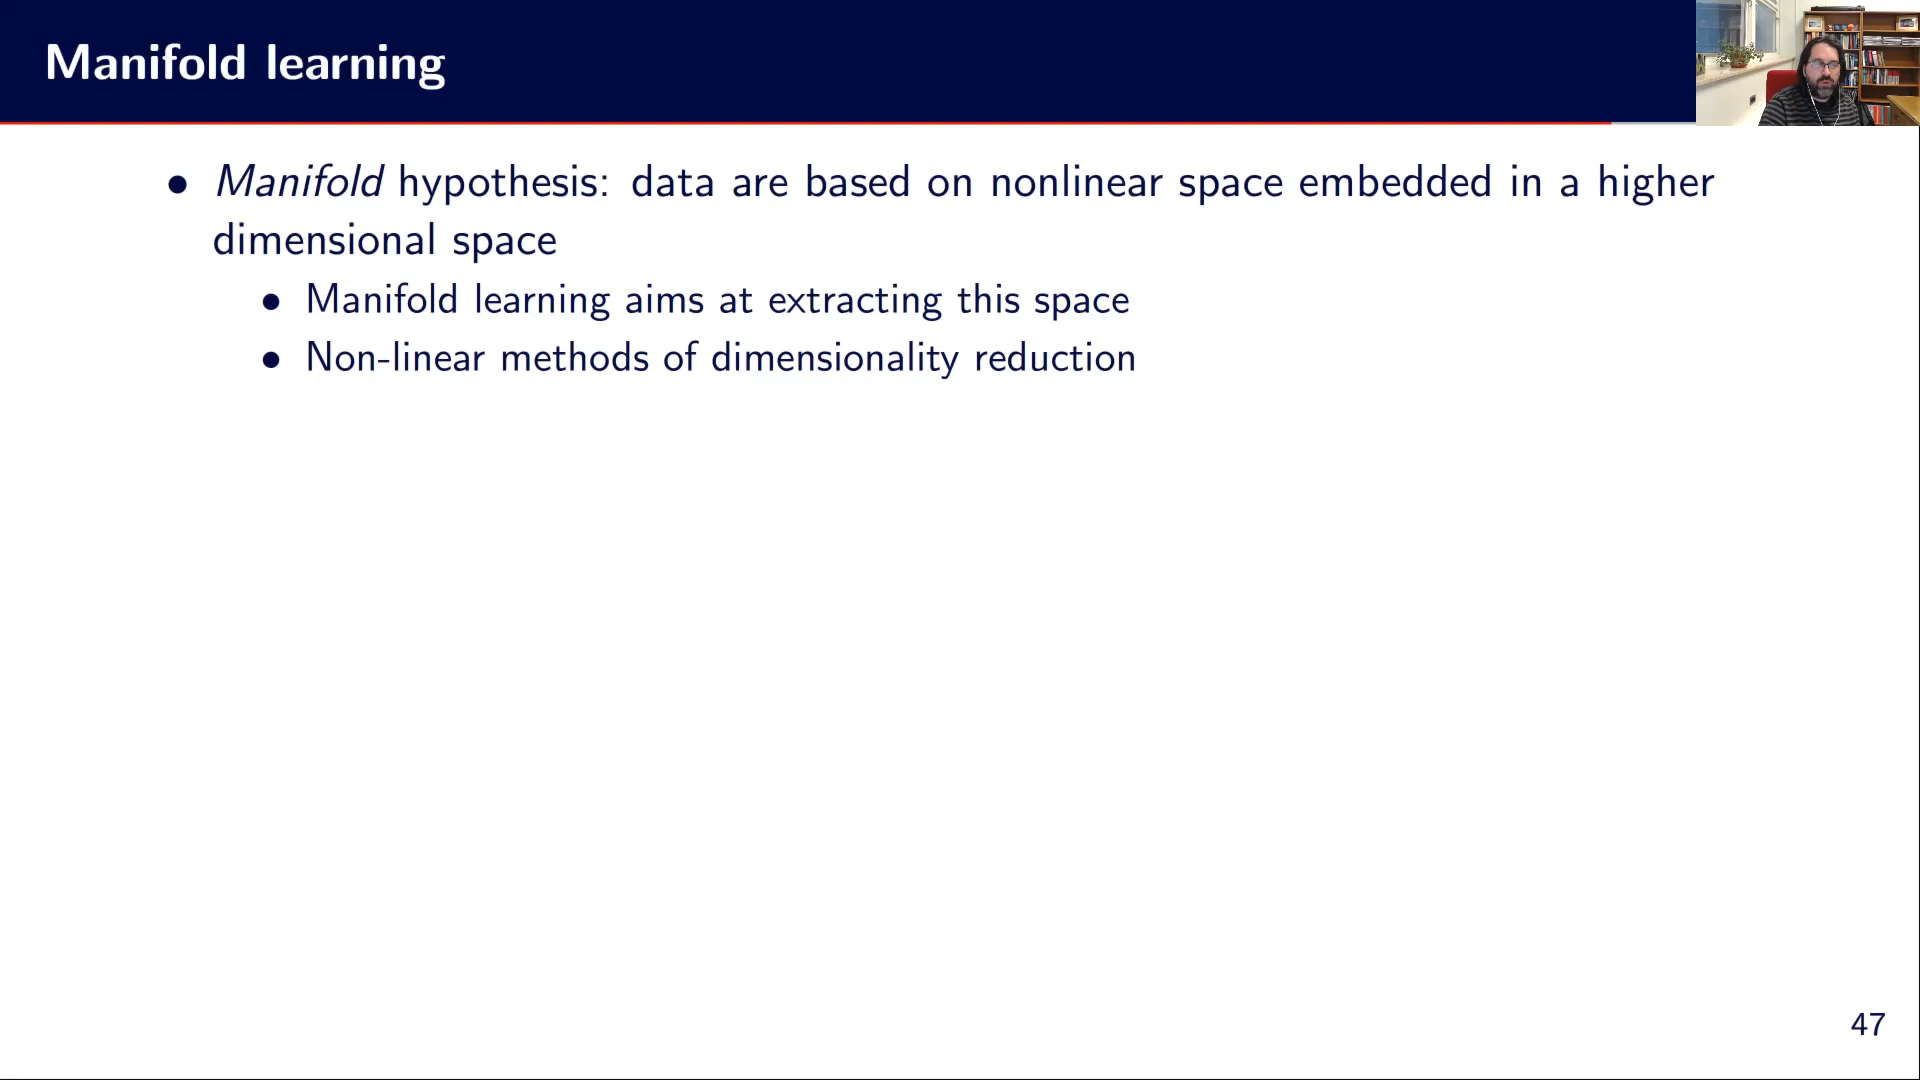 Manifold learning
• Manifold hypothesis: data are based on nonlinear space embedded in a higher
dimensional space
• Manifold learning aims at extracting this space
• Non-linear methods of dimensionality reduction
47